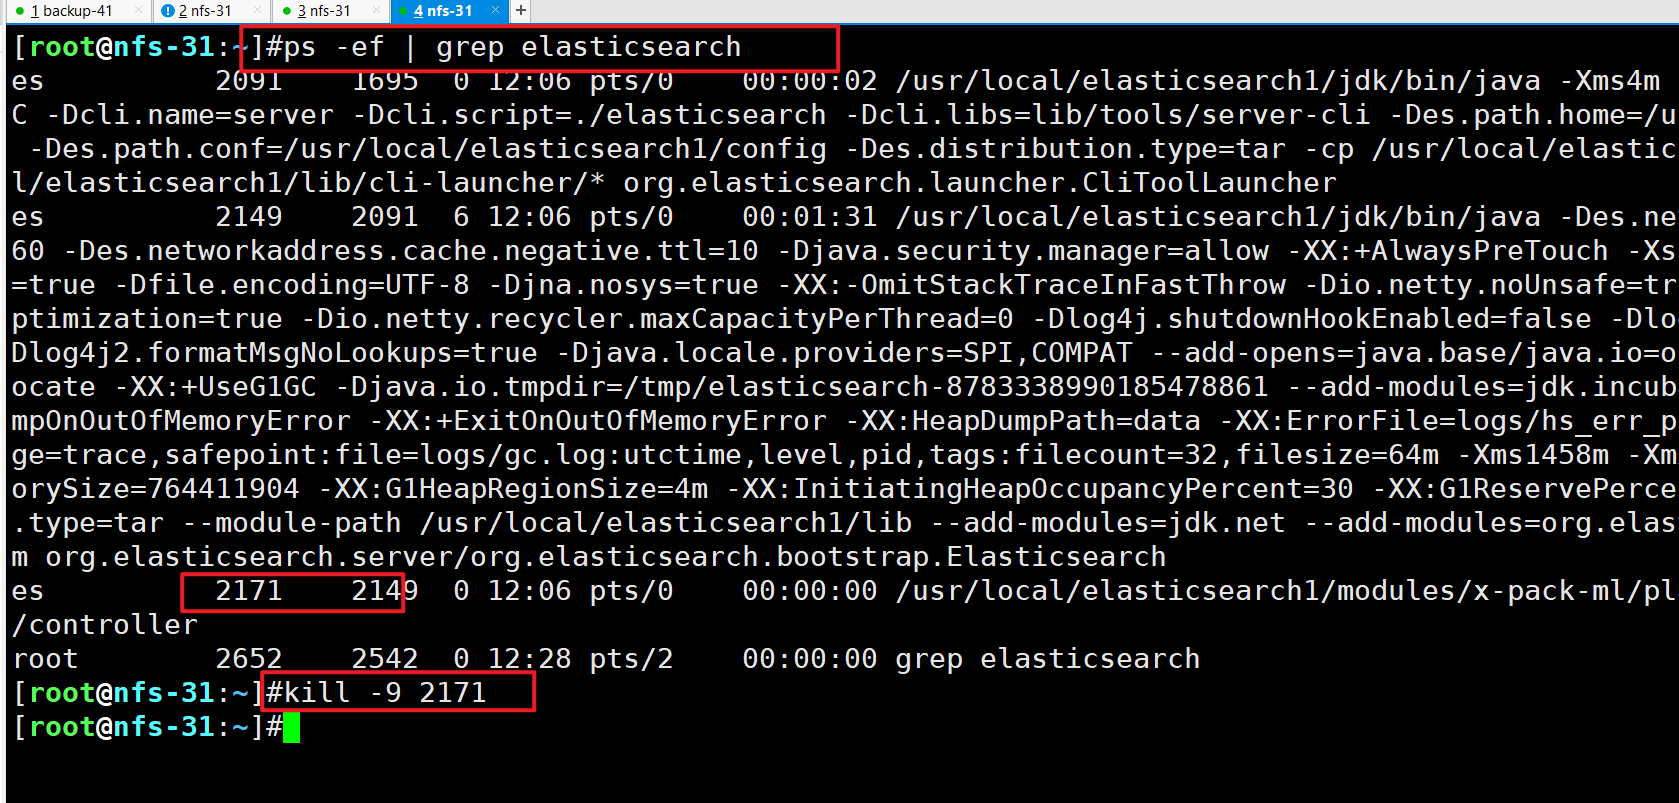 1 backup-41 × 2 nfs-31 × 3 nfs-31 × 4 nfs-31 × +
[root@nfs-31:~]#ps -ef | grep elasticsearch
es 2091 1695 0 12:06 pts/0 00:00:02 /usr/local/elasticsearch1/jdk/bin/java -Xms4m
C -Dcli.name=server -Dcli.script=./elasticsearch -Dcli.libs=lib/tools/server-cli -Des.path.home=/u
-Des.path.conf=/usr/local/elasticsearch1/config -Des.distribution.type=tar -cp /usr/local/elastic
l/elasticsearch1/lib/cli-launcher/* org.elasticsearch.launcher.CliToolLauncher
es 2149 2091 6 12:06 pts/0 00:01:31 /usr/local/elasticsearch1/jdk/bin/java -Des.ne
60 -Des.networkaddress.cache.negative.ttl=10 -Djava.security.manager=allow -XX:+AlwaysPreTouch -Xs
=true -Dfile.encoding=UTF-8 -Djna.nosys=true -XX:-OmitStackTraceInFastThrow -Dio.netty.noUnsafe=tr
ptimization=true -Dio.netty.recycler.maxCapacityPerThread=0 -Dlog4j.shutdownHookEnabled=false -Dlo
Dlog4j2.formatMsgNoLookups=true -Djava.locale.providers=SPI,COMPAT --add-opens=java.base/java.io=o
ocate -XX:+UseG1GC -Djava.io.tmpdir=/tmp/elasticsearch-8783338990185478861 --add-modules=jdk.incub
mpOnOutOfMemoryError -XX:+ExitOnOutOfMemoryError -XX:HeapDumpPath=data -XX:ErrorFile=logs/hs_err_p
ge=trace,safepoint:file=logs/gc.log:utctime,level,pid,tags:filecount=32,filesize=64m -Xms1458m -Xm
orySize=764411904 -XX:G1HeapRegionSize=4m -XX:InitiatingHeapOccupancyPercent=30 -XX:G1ReservePerce
.type=tar --module-path /usr/local/elasticsearch1/lib --add-modules=jdk.net --add-modules=org.elas
m org.elasticsearch.server/org.elasticsearch.bootstrap.Elasticsearch
es 2171 2149 0 12:06 pts/0 00:00:00 /usr/local/elasticsearch1/modules/x-pack-ml/pl
/controller
root 2652 2542 0 12:28 pts/2 00:00:00 grep elasticsearch
[root@nfs-31:~]#kill -9 2171
[root@nfs-31:~]#